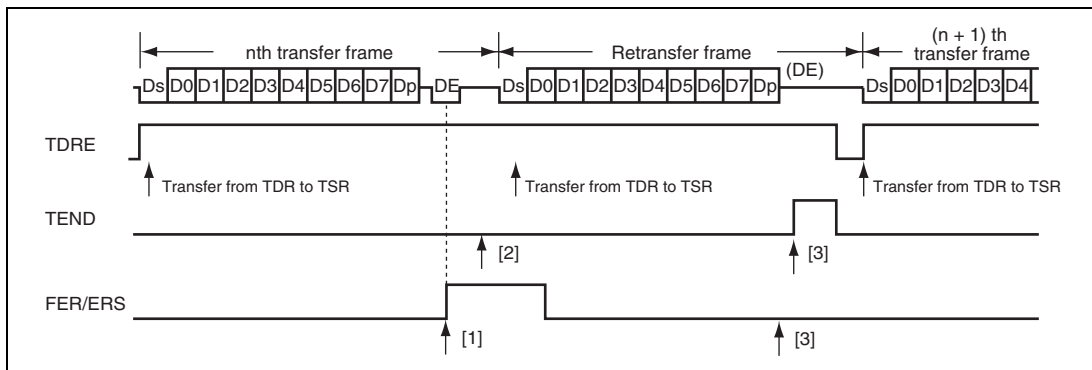 nth transfer frame Retransfer frame (n + 1) th
transfer frame
Ds D0 D1 D2 D3 D4 D5 D6 D7 Dp DE Ds D0 D1 D2 D3 D4 D5 D6 D7 Dp (DE) Ds D0 D1 D2 D3 D4
TDRE
Transfer from TDR to TSR Transfer from TDR to TSR Transfer from TDR to TSR
TEND
[2] [3]
FER/ERS
[1] [3]